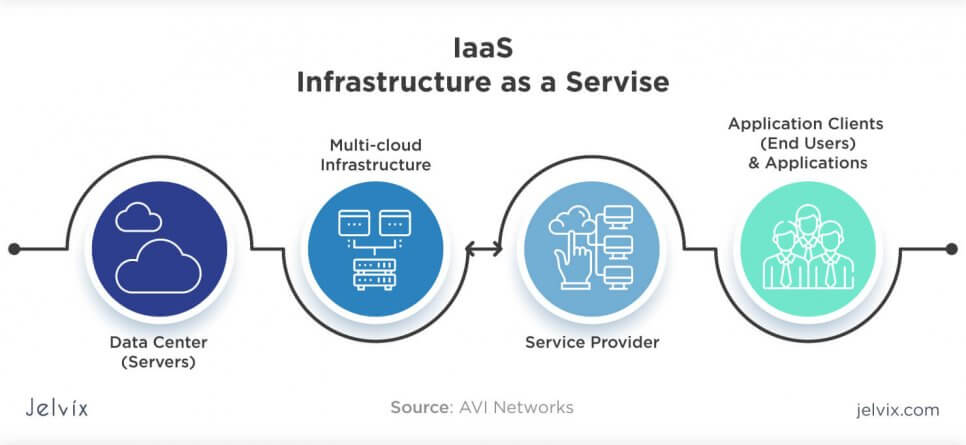 IaaS
Infrastructure as a Servise
Data Center
(Servers)
Multi-cloud
Infrastructure
Service Provider
Application Clients
(End Users)
& Applications
Jelvix
Source: AVI Networks
jelvix.com